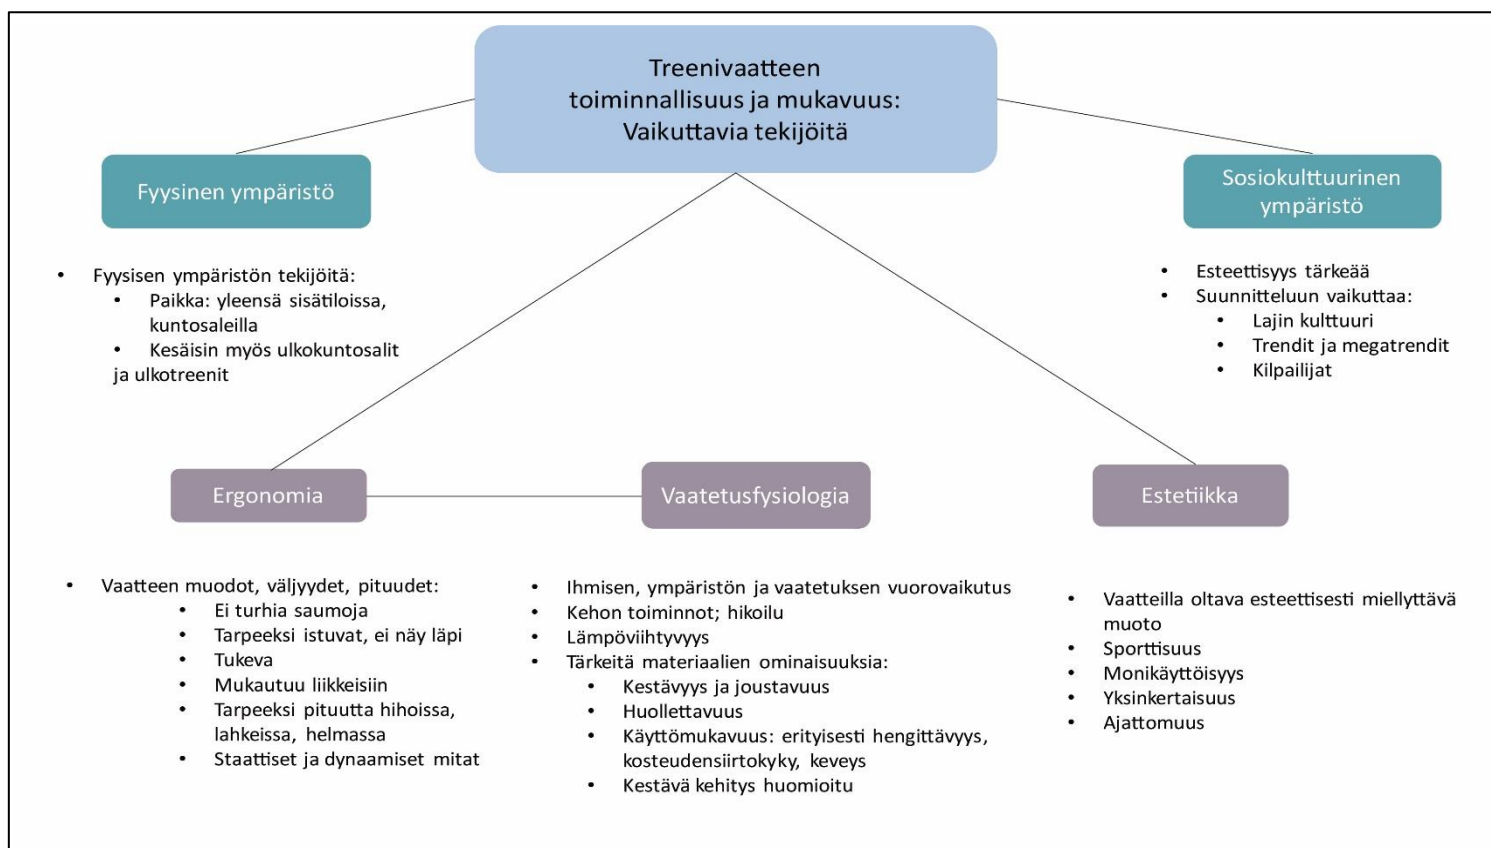 Treenivaatteen
toiminnallisuus ja mukavuus:
Vaikuttavia tekijöitä
Fyysinen ympäristö
• Fyysisen ympäristön tekijöitä:
• Paikka: yleensä sisätiloissa,
kuntosaleilla
• Kesäisin myös ulkokuntosalit
ja ulkotreenit
Sosiokulttuurinen
ympäristö
• Esteettisyys tärkeää
• Suunnitteluun vaikuttaa:
• Lajin kulttuuri
• Trendit ja megatrendit
• Kilpailijat
Ergonomia
• Vaatteen muodot, väljyydet, pituudet:
• Ei turhia saumoja
• Tarpeeksi istuvat, ei näy läpi
• Tukeva
• Mukautuu liikkeisiin
• Tarpeeksi pituutta hihoissa,
lahkeissa, helmassa
• Staattiset ja dynaamiset mitat
Vaatetusfysiologia
• Ihmisen, ympäristön ja vaatetuksen vuorovaikutus
• Kehon toiminnot; hikoilu
• Lämpöviihtyvyys
• Tärkeitä materiaalien ominaisuuksia:
• Kestävyys ja joustavuus
• Huollettavuus
• Käyttömukavuus: erityisesti hengittävyys,
kosteudensiirtokyky, keveys
• Kestävä kehitys huomioitu
Estetiikka
• Vaatteilla oltava esteettisesti miellyttävä
muoto
• Sporttisuus
• Monikäyttöisyys
• Yksinkertaisuus
• Ajattomuus